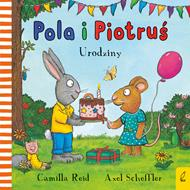 Pola i Piotruś
Urodziny
Camilla Reid Axel Scheffler